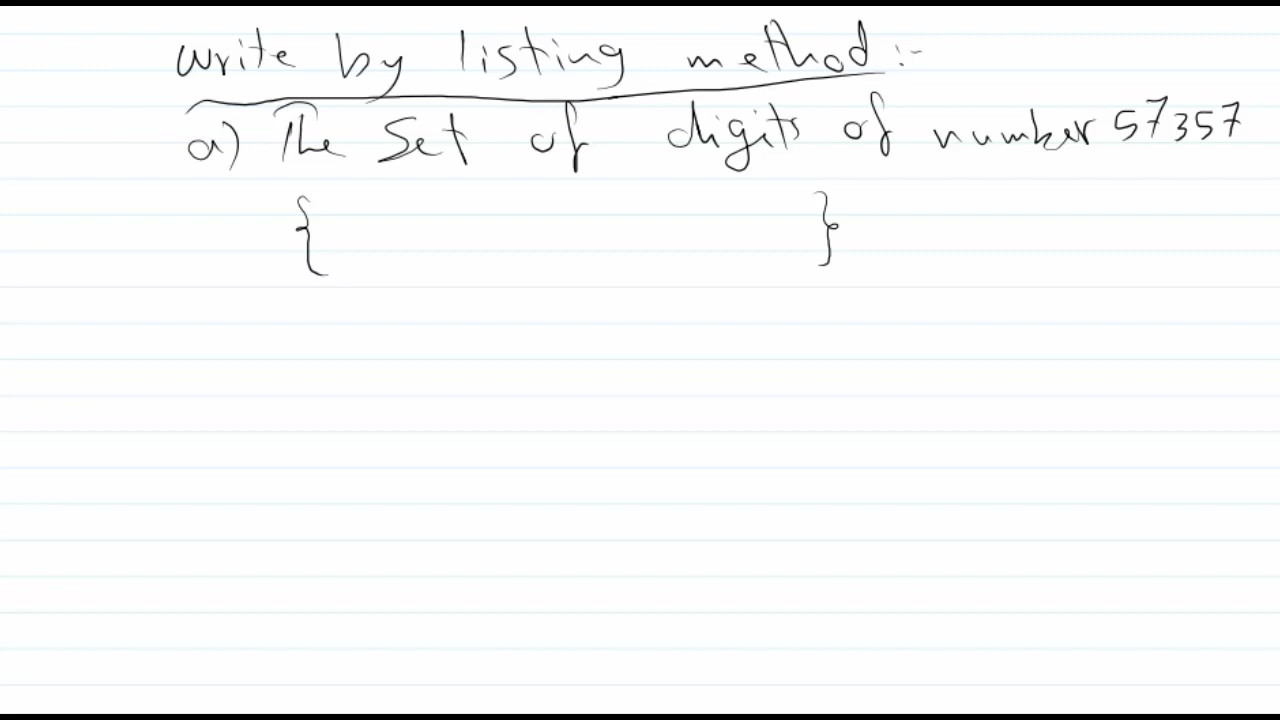 write by listing method:-
a) The Set of digits of number 57357
{ }